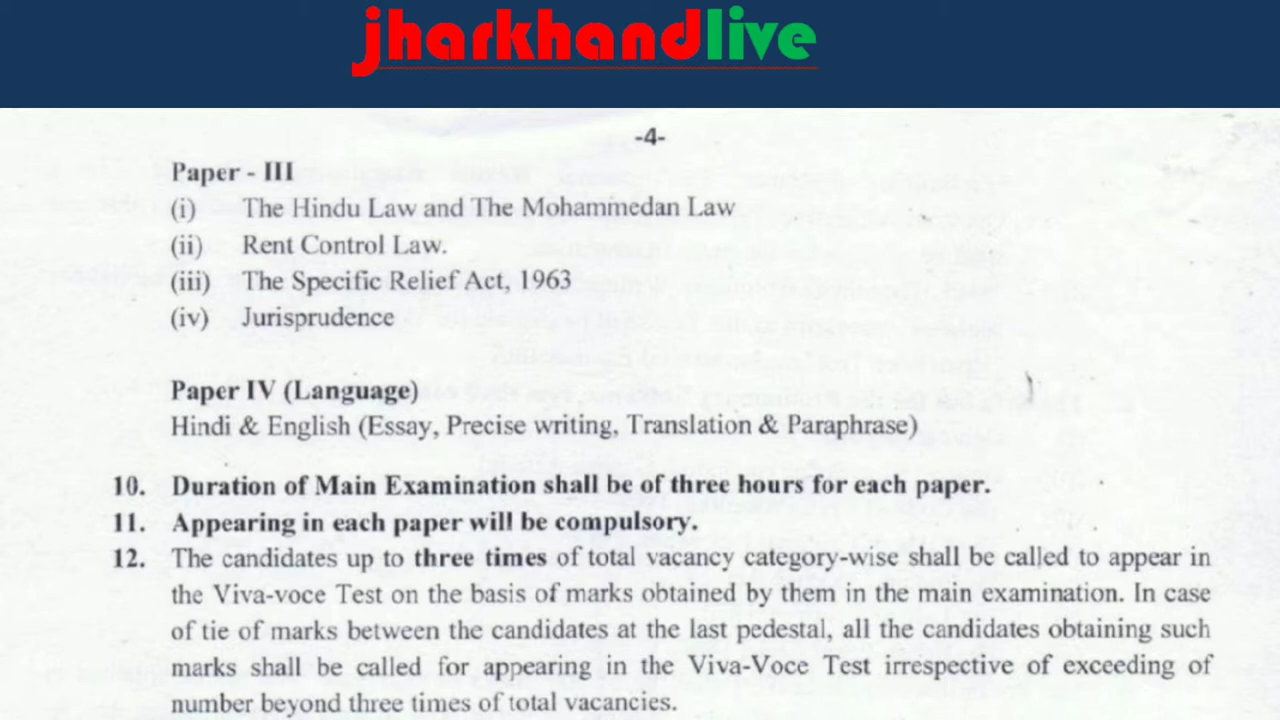 jharkhandlive
-4-
Paper - III
(i) The Hindu Law and The Mohammedan Law
(ii) Rent Control Law.
(iii) The Specific Relief Act, 1963
(iv) Jurisprudence
Paper IV (Language)
Hindi & English (Essay, Precise writing, Translation & Paraphrase)
10. Duration of Main Examination shall be of three hours for each paper.
11. Appearing in each paper will be compulsory.
12. The candidates up to three times of total vacancy category-wise shall be called to appear in
the Viva-voce Test on the basis of marks obtained by them in the main examination. In case
of tie of marks between the candidates at the last pedestal, all the candidates obtaining such
marks shall be called for appearing in the Viva-Voce Test irrespective of exceeding of
number beyond three times of total vacancies.